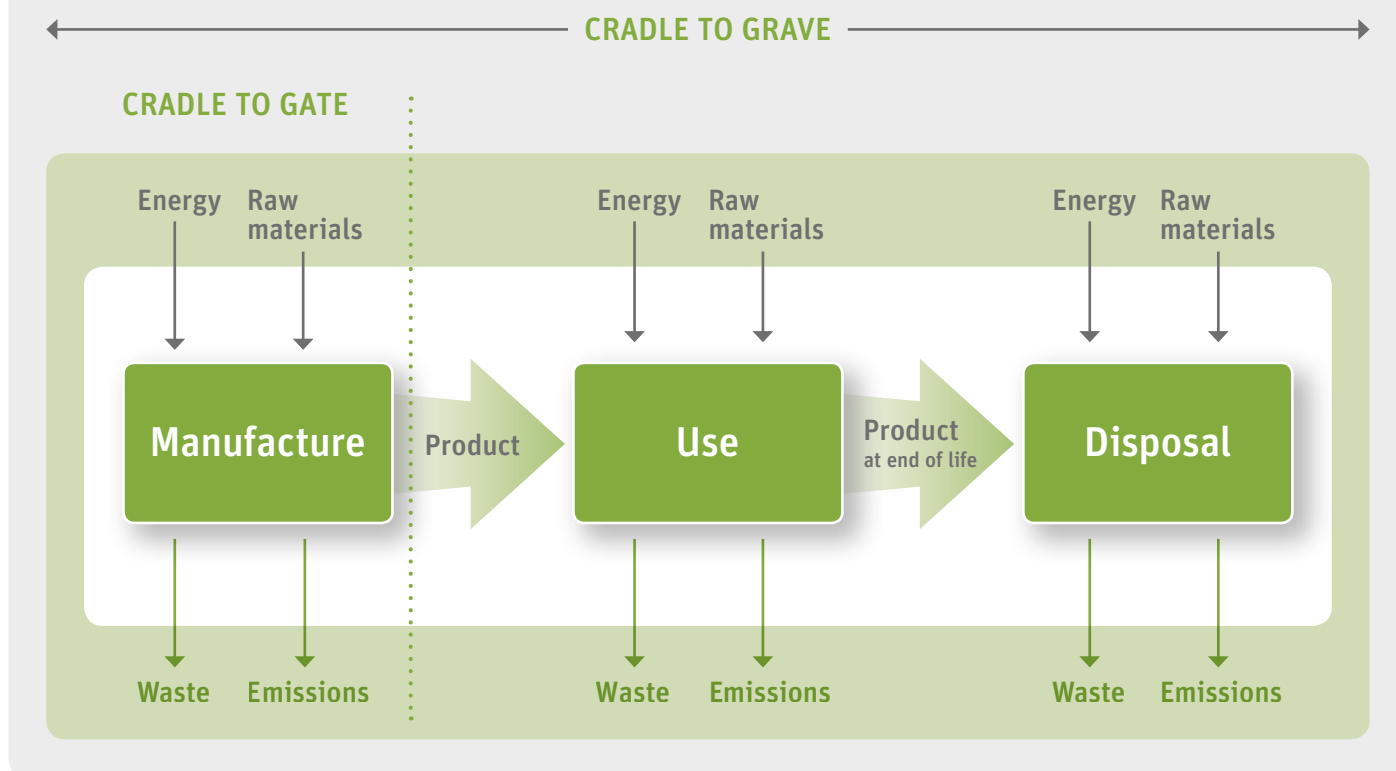 CRADLE TO GRAVE
CRADLE TO GATE
Energy
Raw
materials
Energy
Raw
materials
Energy
Raw
materials
Manufacture
Product
Use
Product
at end of life
Disposal
Waste
Emissions
Waste
Emissions
Waste
Emissions